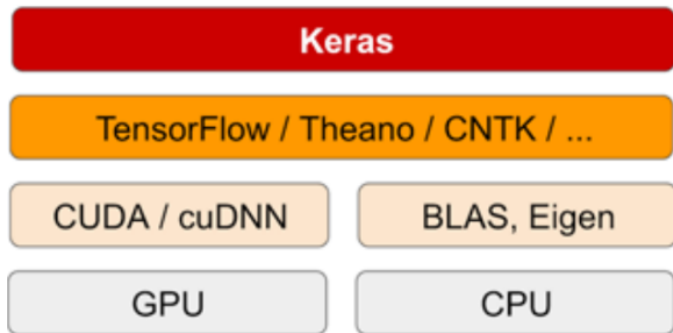 Keras
TensorFlow / Theano / CNTK / ...
CUDA / cuDNN
BLAS, Eigen
GPU
CPU